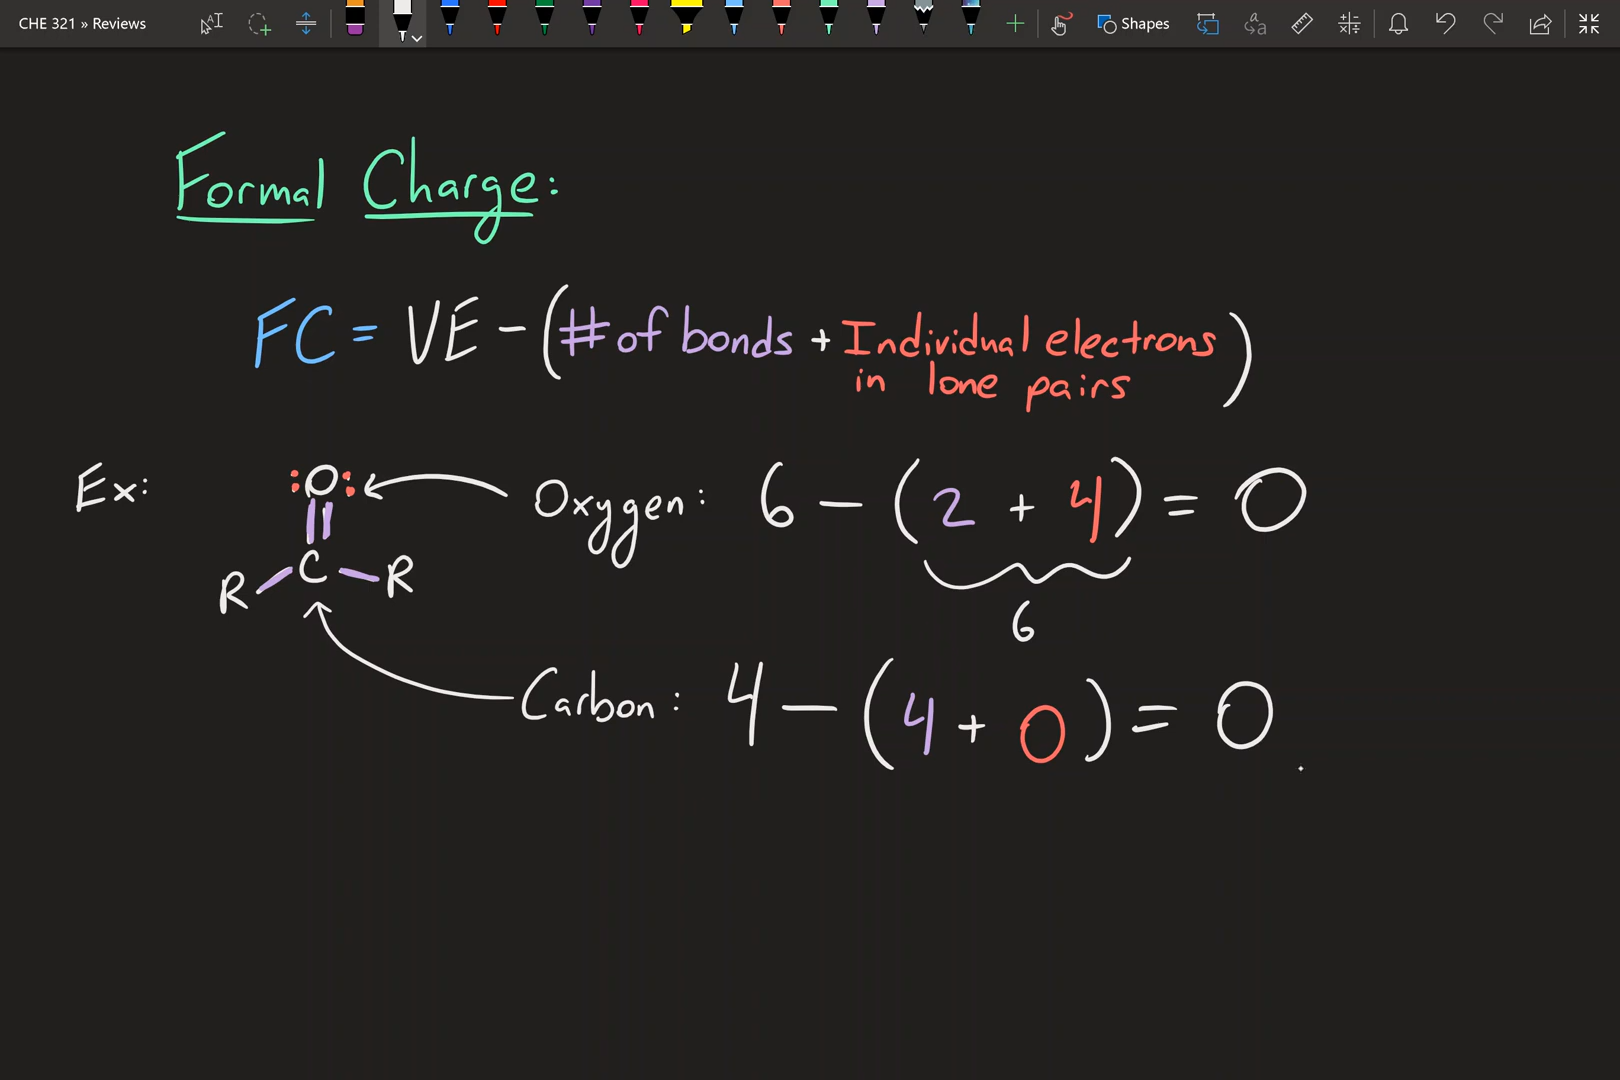 CHE 321 » Reviews
Shapes
Formal Charge:
FC = VE - (# of bonds + Individual electrons
in lone pairs)
Ex: :O: Oxygen: 6 - (2 + 4) = 0
R C R
6
Carbon: 4 - (4 + 0) = 0